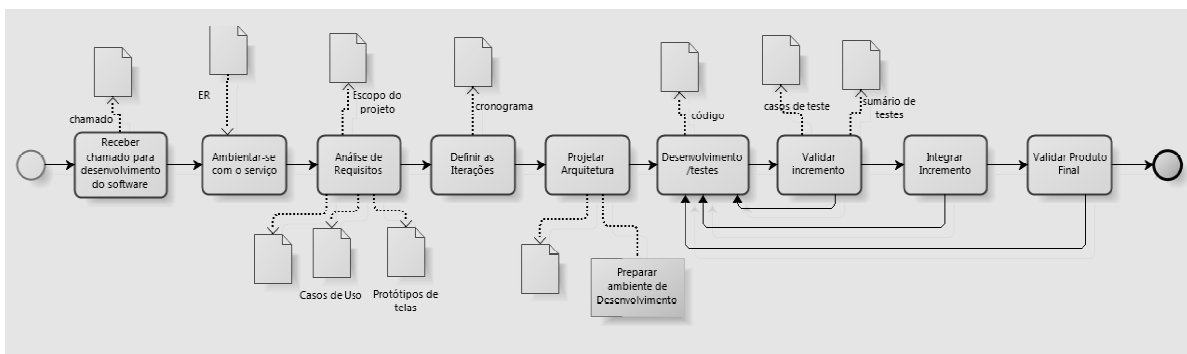 ER
Escopo do
projeto
cronograma
chamado
código
casos de teste
sumário de
testes
Receber
chamado para
desenvolvimento
do software
Ambientar-se
com o serviço
Análise de
Requisitos
Definir as
Iterações
Projetar
Arquitetura
Desenvolvimento
/testes
Validar
incremento
Integrar
Incremento
Validar Produto
Final
Casos de Uso
Protótipos de
telas
Preparar
ambiente de
Desenvolvimento